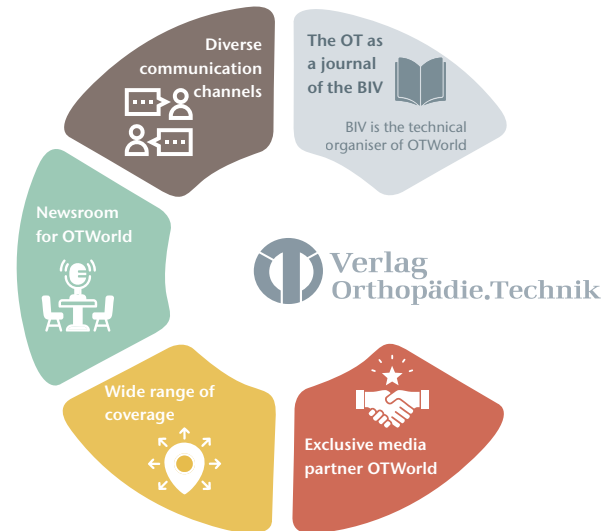 Diverse
communication
channels
The OT as
a journal
of the BIV
BIV is the technical
organiser of OTWorld
Newsroom
for OTWorld
Verlag
Orthopädie.Technik
Wide range of
coverage
Exclusive media
partner OTWorld